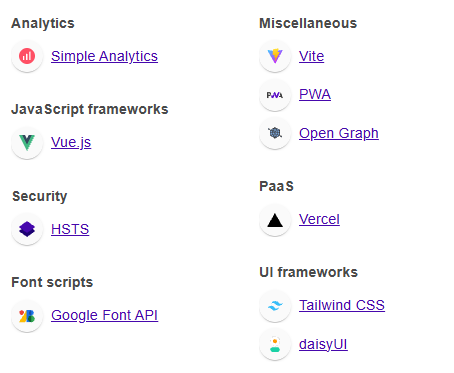 Analytics
Simple Analytics
JavaScript frameworks
Vue.js
Security
HSTS
Font scripts
Google Font API
Miscellaneous
Vite
PWA
PWA
Open Graph
PaaS
Vercel
UI frameworks
Tailwind CSS
daisyUI